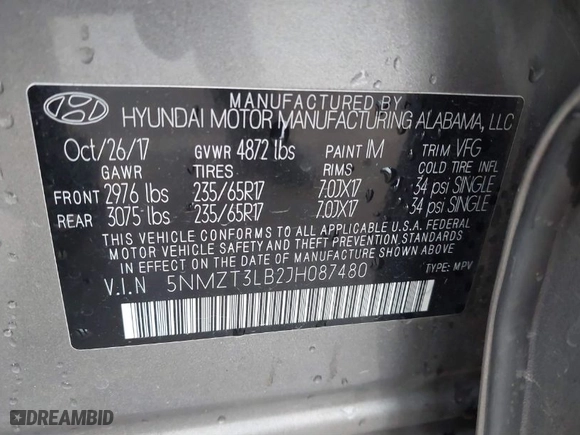 MANUFACTURED BY
HYUNDAI MOTOR MANUFACTURING ALABAMA, LLC
Oct/26/17 GVWR 4872 lbs PAINT IM TRIM VFG
GAWR TIRES RIMS COLD TIRE INFL
FRONT 2976 lbs 235/65R17 7.0JX17 34 psi SINGLE
REAR 3075 lbs 235/65R17 7.0JX17 34 psi SINGLE
THIS VEHICLE CONFORMS TO ALL APPLICABLE U.S.A. FEDERAL
MOTOR VEHICLE SAFETY AND THEFT PREVENTION STANDARDS
IN EFFECT ON THE DATE OF MANUFACTURE SHOWN ABOVE.
V.I.N 5NMZT3LB2JH087480 TYPE: MPV
DREAMBID